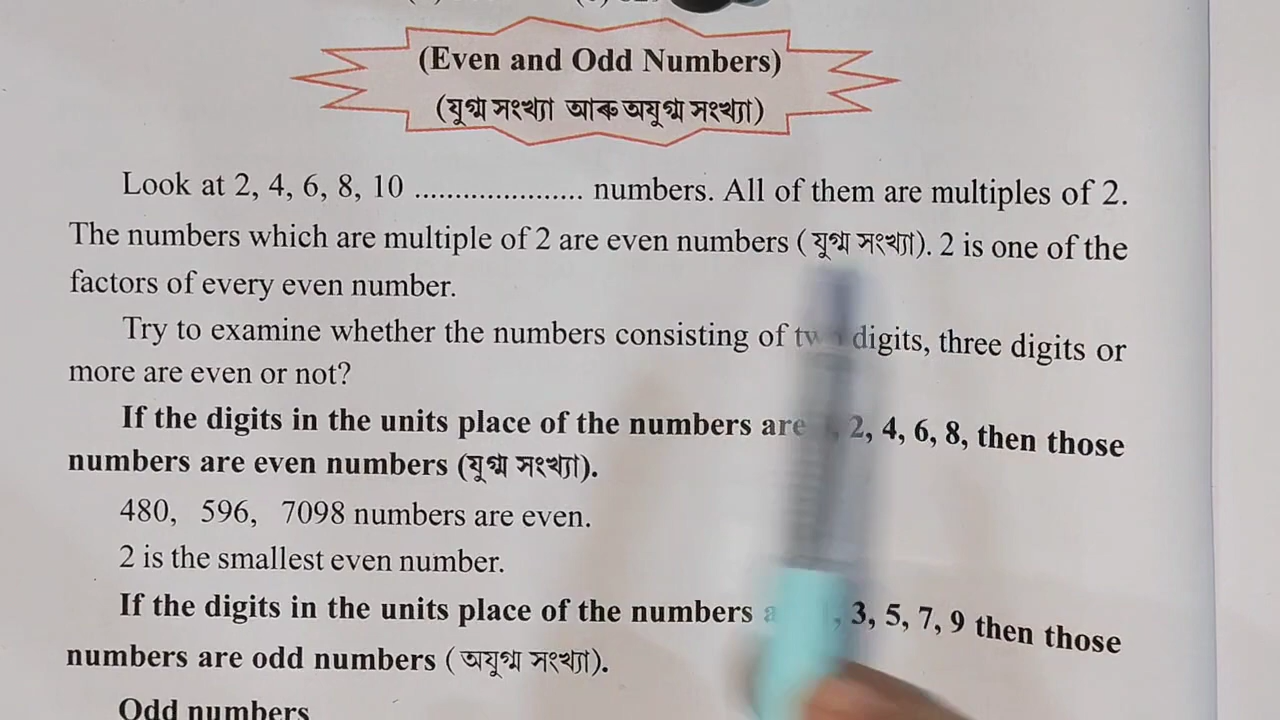 (Even and Odd Numbers)
(যুগ্ম সংখ্যা আৰু অযুগ্ম সংখ্যা)
Look at 2, 4, 6, 8, 10 ..................... numbers. All of them are multiples of 2.
The numbers which are multiple of 2 are even numbers (যুগ্ম সংখ্যা). 2 is one of the
factors of every even number.
Try to examine whether the numbers consisting of digits, three digits or
more are even or not?
If the digits in the units place of the numbers are 2, 4, 6, 8, then those
numbers are even numbers (যুগ্ম সংখ্যা).
480, 596, 7098 numbers are even.
2 is the smallest even number.
If the digits in the units place of the numbers 3, 5, 7, 9 then those
numbers are odd numbers (অযুগ্ম সংখ্যা).
Odd numbers